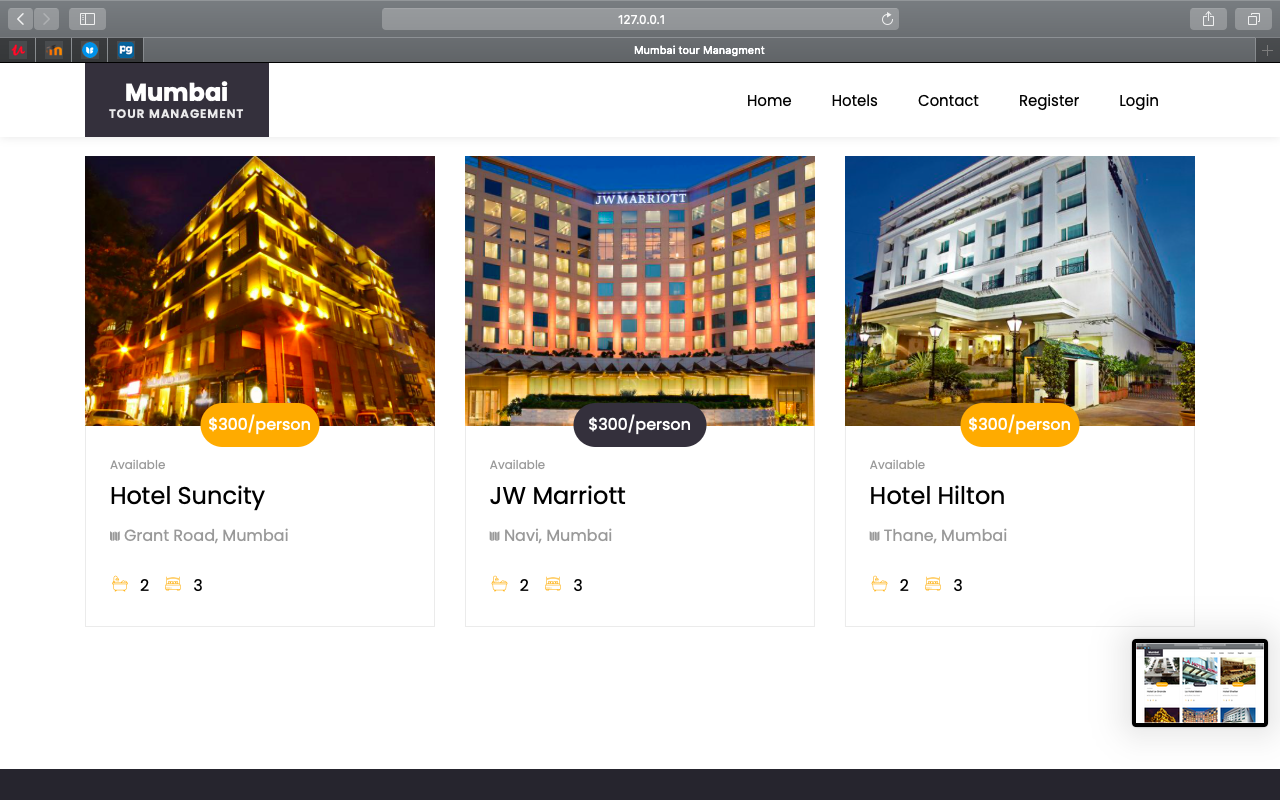 127.0.0.1
in
pg
Mumbai tour Managment
Mumbai
TOUR MANAGEMENT
Home
Hotels
Contact
Register
Login
JW MARRIOTT
$300/person
$300/person
$300/person
Available
Hotel Suncity
Grant Road, Mumbai
2
3
Available
JW Marriott
Navi, Mumbai
2
3
Available
Hotel Hilton
Thane, Mumbai
2
3